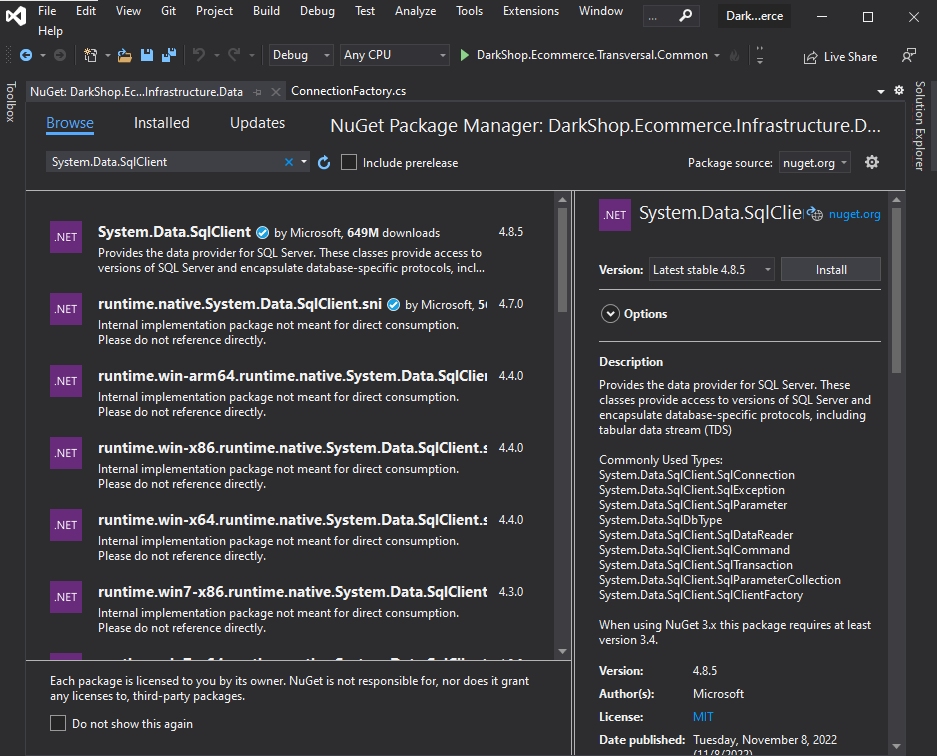 File Edit View Git Project Build Debug Test Analyze Tools Extensions Window ... Dark...erce
Help
Debug Any CPU DarkShop.Ecommerce.Transversal.Common Live Share
Toolbox
NuGet: DarkShop.Ec...Infrastructure.Data ConnectionFactory.cs
Solution Explorer
Browse Installed Updates NuGet Package Manager: DarkShop.Ecommerce.Infrastructure.D...
System.Data.SqlClient Include prerelease Package source: nuget.org
.NET
System.Data.SqlClient by Microsoft, 649M downloads 4.8.5
Provides the data provider for SQL Server. These classes provide access to
versions of SQL Server and encapsulate database-specific protocols, incl...
.NET
runtime.native.System.Data.SqlClient.sni by Microsoft, 56 4.7.0
Internal implementation package not meant for direct consumption.
Please do not reference directly.
.NET
runtime.win-arm64.runtime.native.System.Data.SqlClier 4.4.0
Internal implementation package not meant for direct consumption.
Please do not reference directly.
.NET
runtime.win-x86.runtime.native.System.Data.SqlClient.s 4.4.0
Internal implementation package not meant for direct consumption.
Please do not reference directly.
.NET
runtime.win-x64.runtime.native.System.Data.SqlClient.s 4.4.0
Internal implementation package not meant for direct consumption.
Please do not reference directly.
.NET
runtime.win7-x86.runtime.native.System.Data.SqlClient 4.3.0
Internal implementation package not meant for direct consumption.
Please do not reference directly.
Each package is licensed to you by its owner. NuGet is not responsible for, nor does it grant
any licenses to, third-party packages.
Do not show this again
.NET System.Data.SqlClie nuget.org
Version: Latest stable 4.8.5 Install
Options
Description
Provides the data provider for SQL Server. These
classes provide access to versions of SQL Server and
encapsulate database-specific protocols, including
tabular data stream (TDS)
Commonly Used Types:
System.Data.SqlClient.SqlConnection
System.Data.SqlClient.SqlException
System.Data.SqlClient.SqlParameter
System.Data.SqlDbType
System.Data.SqlClient.SqlDataReader
System.Data.SqlClient.SqlCommand
System.Data.SqlClient.SqlTransaction
System.Data.SqlClient.SqlParameterCollection
System.Data.SqlClient.SqlClientFactory
When using NuGet 3.x this package requires at least
version 3.4.
Version: 4.8.5
Author(s): Microsoft
License: MIT
Date published: Tuesday, November 8, 2022
(11/8/2022)